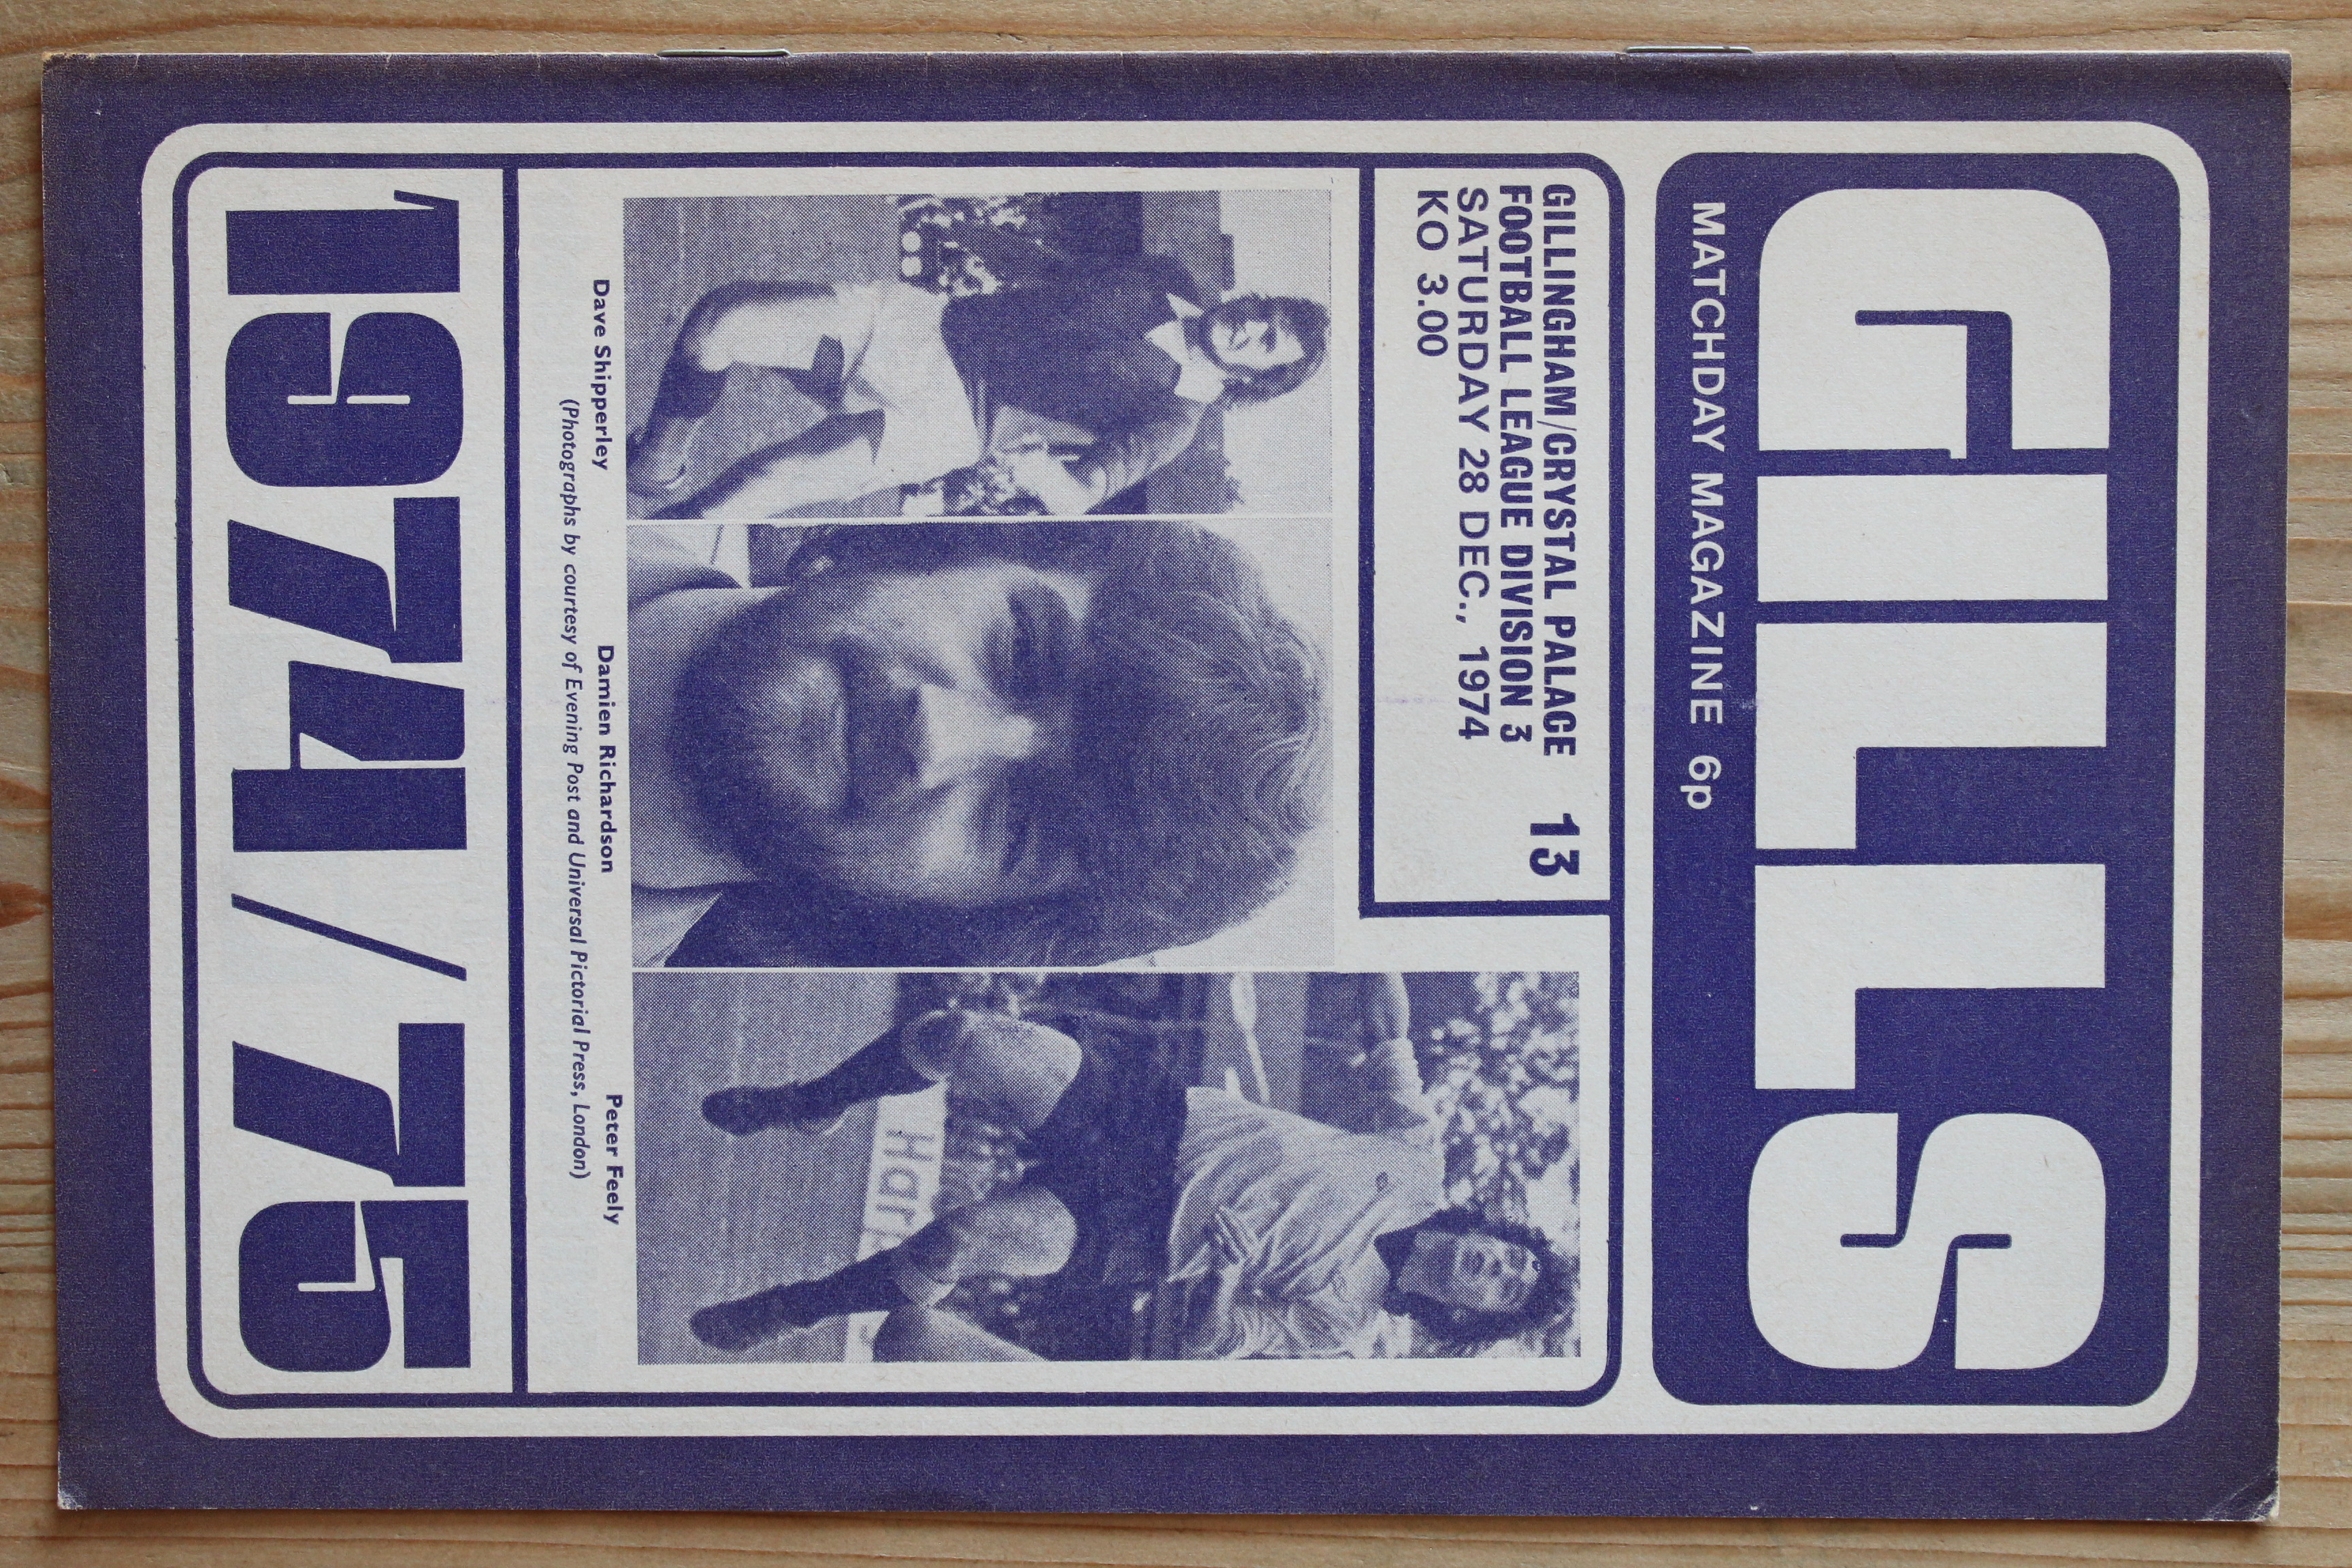 GILLS
MATCHDAY MAGAZINE 6p
GILLINGHAM/CRYSTAL PALACE 13
FOOTBALL LEAGUE DIVISION 3
SATURDAY 28 DEC., 1974
KO 3.00
Har
Dave Shipperley Damien Richardson Peter Feely
(Photographs by courtesy of Evening Post and Universal Pictorial Press, London)
1974/75